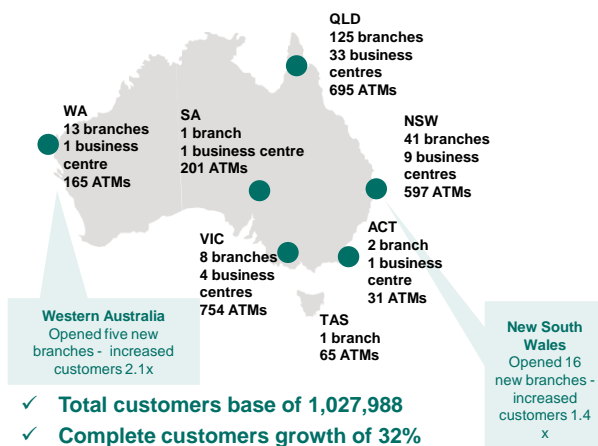 QLD
125 branches
33 business
centres
695 ATMs
WA
13 branches
1 business
centre
165 ATMs
SA
1 branch
1 business centre
201 ATMs
NSW
41 branches
9 business
centres
597 ATMs
VIC
8 branches
4 business
centres
754 ATMs
ACT
2 branch
1 business
centre
31 ATMs
TAS
1 branch
65 ATMs
Western Australia
Opened five new
branches - increased
customers 2.1x
New South
Wales
Opened 16
new branches -
increased
customers 1.4
x
✓ Total customers base of 1,027,988
✓ Complete customers growth of 32%